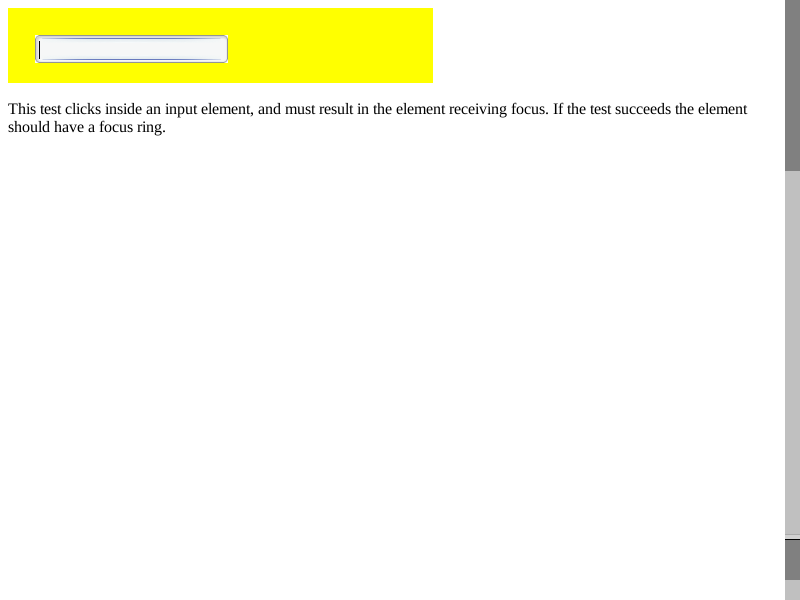 This test clicks inside an input element, and must result in the element receiving focus. If the test succeeds the element
should have a focus ring.